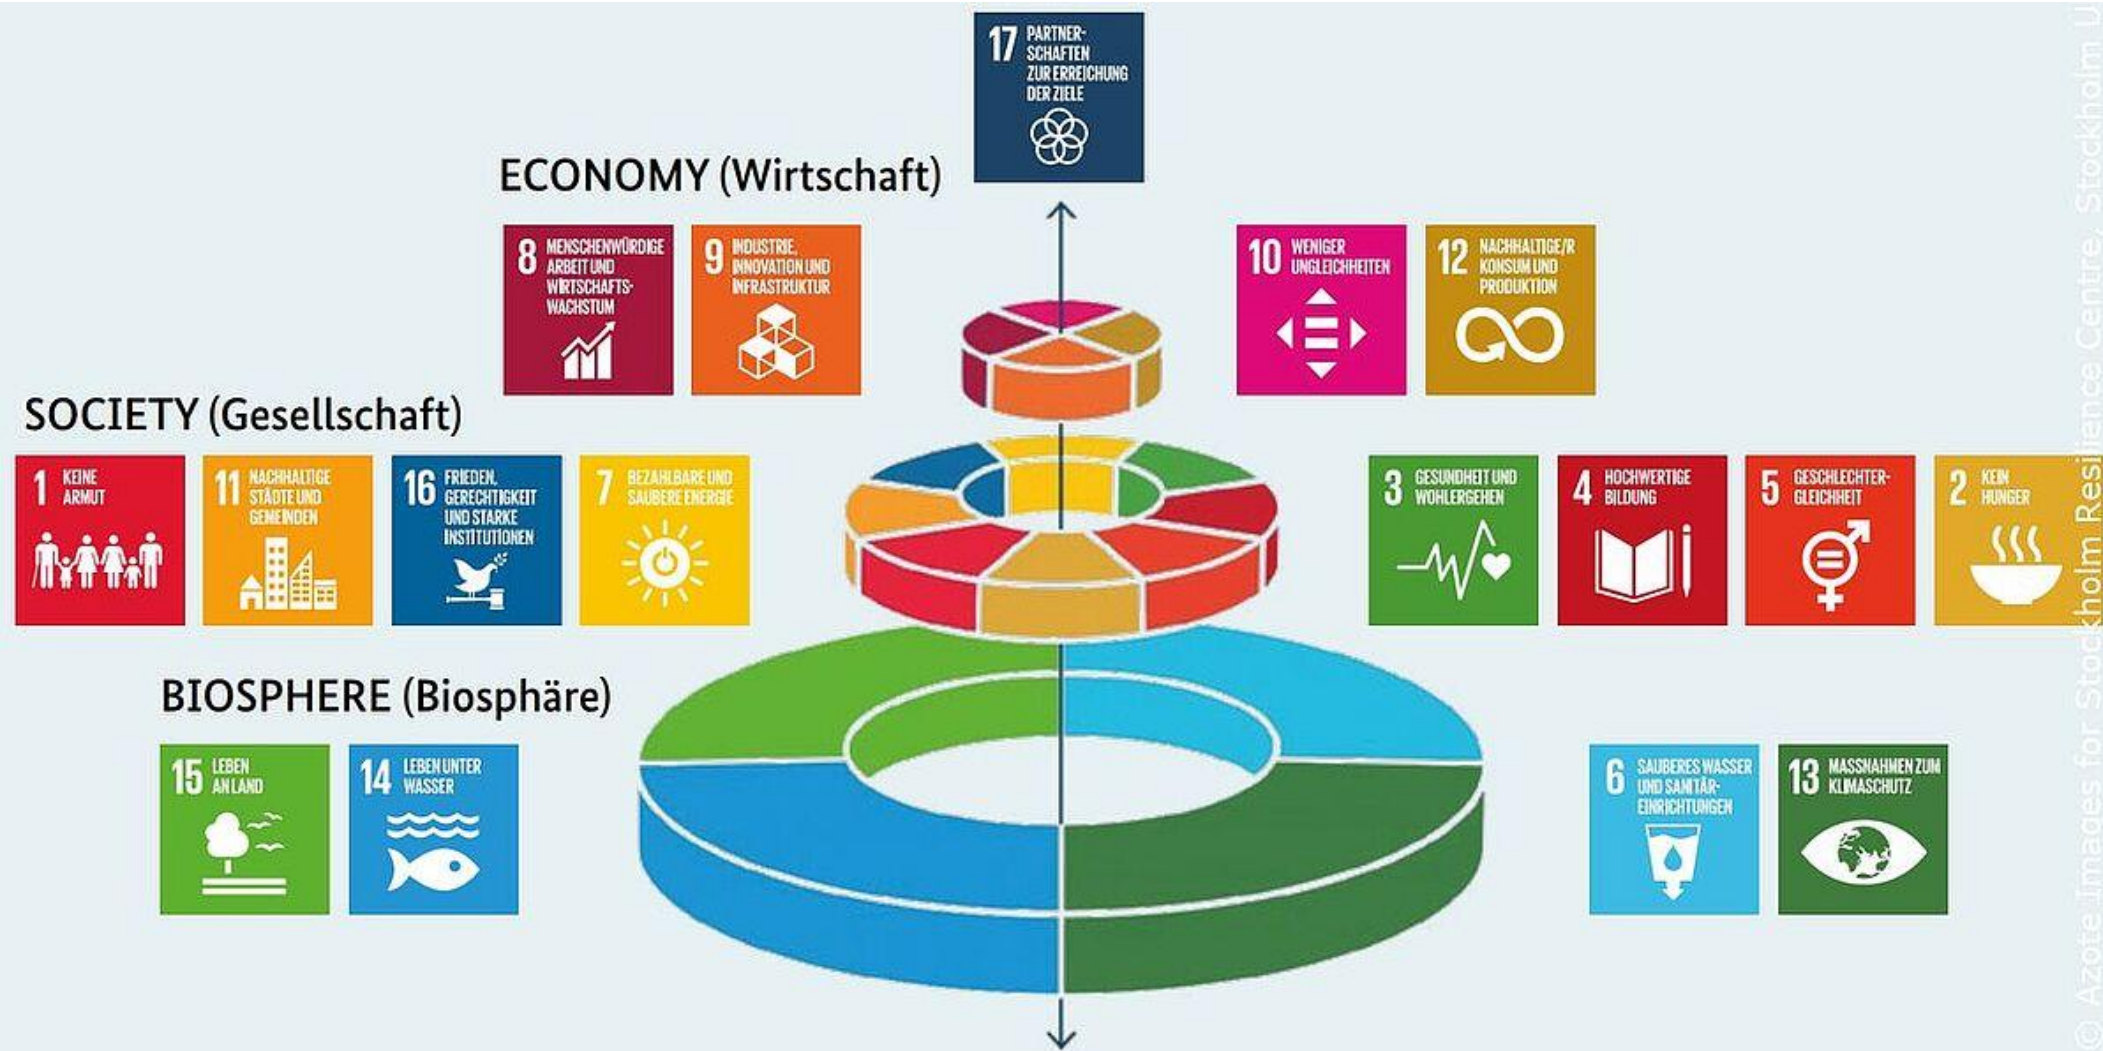 17 PARTNER-
SCHAFTEN
ZUR ERREICHUNG
DER ZIELE
ECONOMY (Wirtschaft)
8 MENSCHENWÜRDIGE
ARBEIT UND
WIRTSCHAFTS-
WACHSTUM
9 INDUSTRIE,
INNOVATION UND
INFRASTRUKTUR
10 WENIGER
UNGLEICHHEITEN
12 NACHHALTIGE/R
KONSUM UND
PRODUKTION
SOCIETY (Gesellschaft)
1 KEINE
ARMUT
11 NACHHALTIGE
STÄDTE UND
GEMEINDEN
16 FRIEDEN,
GERECHTIGKEIT
UND STARKE
INSTITUTIONEN
7 BEZAHLBARE UND
SAUBERE ENERGIE
3 GESUNDHEIT UND
WOHLERGEHEN
4 HOCHWERTIGE
BILDUNG
5 GESCHLECHTER-
GLEICHHEIT
2 KEIN
HUNGER
BIOSPHERE (Biosphäre)
15 LEBEN
AN LAND
14 LEBEN UNTER
WASSER
6 SAUBERES WASSER
UND SANITÄR-
EINRICHTUNGEN
13 MASSNAHMEN ZUM
KLIMASCHUTZ
© Azote Images for Stockholm Resilience Centre, Stockholm U